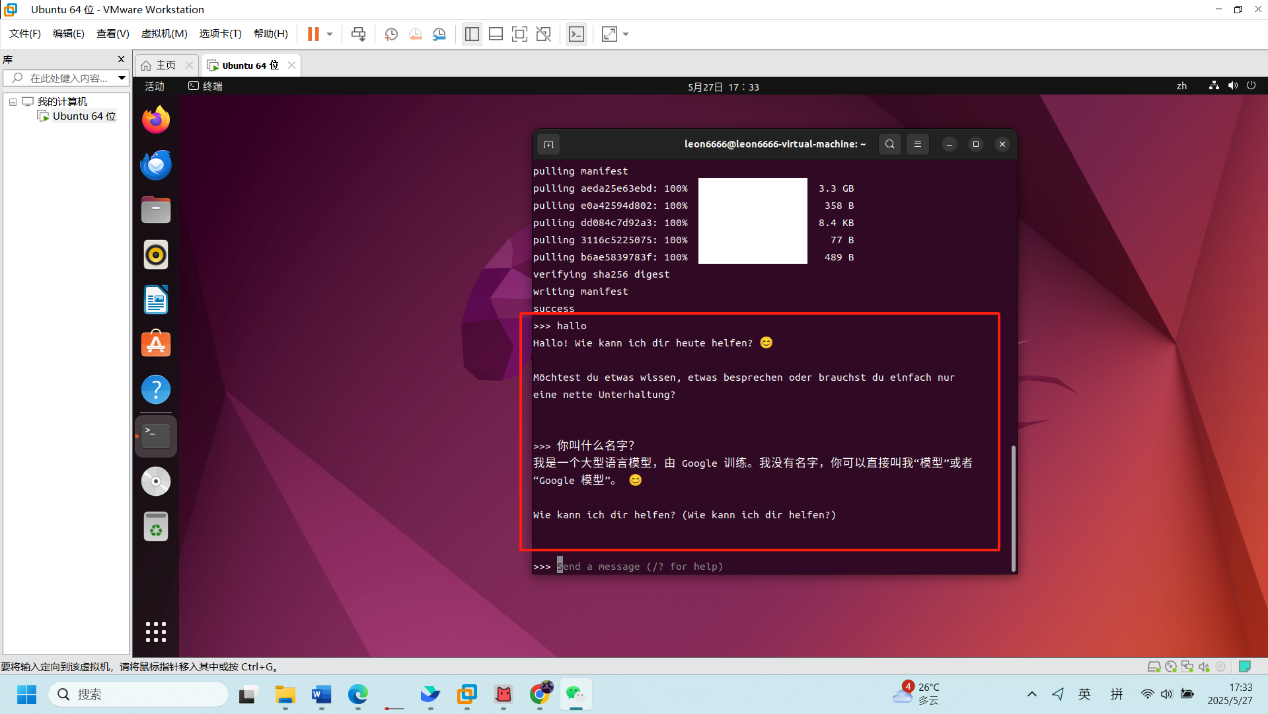 Ubuntu 64 位 - VMware Workstation
文件(F) 编辑(E) 查看(V) 虚拟机(M) 选项卡(T) 帮助(H)
库
在此处键入内容...
我的计算机
Ubuntu 64 位
主页
Ubuntu 64 位
活动
终端
5月27日 17：33
zh
leon6666@leon6666-virtual-machine: ~
pulling manifest
pulling aeda25e63ebd: 100% 3.3 GB
pulling e0a42594d802: 100% 358 B
pulling dd084c7d92a3: 100% 8.4 KB
pulling 3116c5225075: 100% 77 B
pulling b6ae5839783f: 100% 489 B
verifying sha256 digest
writing manifest
success
>>> hallo
Hallo! Wie kann ich dir heute helfen? 😊
Möchtest du etwas wissen, etwas besprechen oder brauchst du einfach nur
eine nette Unterhaltung?
>>> 你叫什么名字？
我是一个大型语言模型，由 Google 训练。我没有名字，你可以直接叫我“模型”或者
“Google 模型”。 😊
Wie kann ich dir helfen? (Wie kann ich dir helfen?)
>>> Send a message (/? for help)
要将输入定向到该虚拟机，请将鼠标指针移入其中或按 Ctrl+G。
搜索
4
26°C
多云
英
拼
17:33
2025/5/27